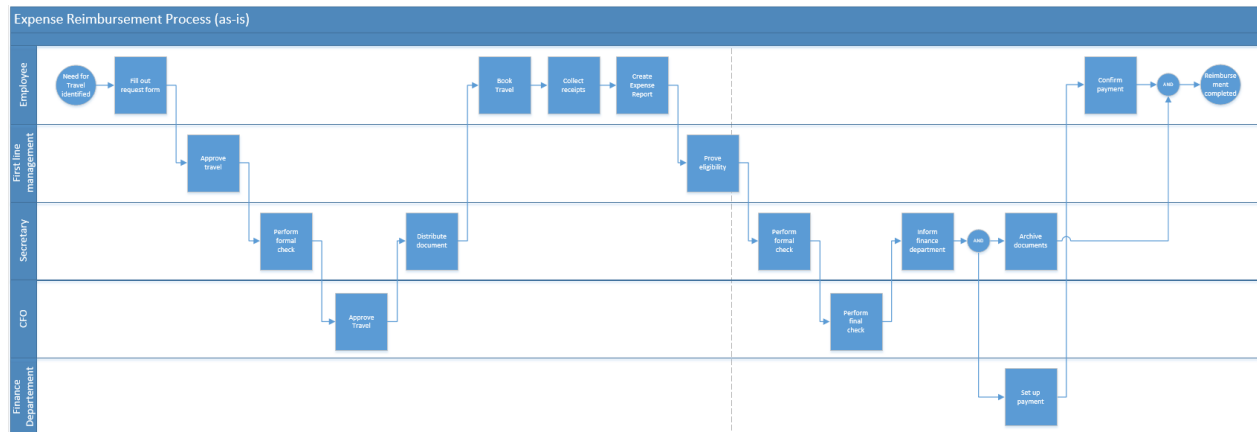 Expense Reimbursement Process (as-is)
Employee
Need for
Travel
identified
Fill out
request form
Book
Travel
Collect
receipts
Create
Expense
Report
Confirm
payment
AND
Reimburse
ment
completed
First line
management
Approve
travel
Prove
eligibility
Secretary
Perform
formal
check
Distribute
document
Perform
formal
check
Inform
finance
department
AND
Archive
documents
CFO
Approve
Travel
Perform
final
check
Finance
Departement
Set up
payment